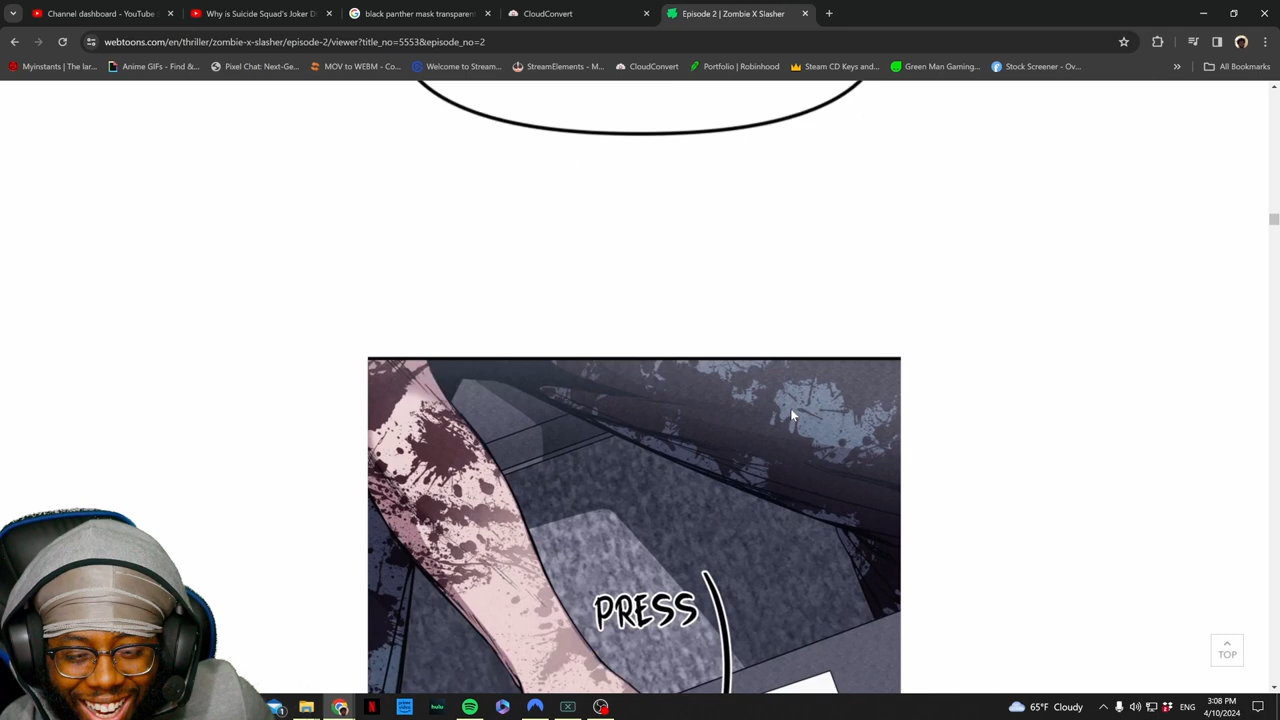 Channel dashboard - YouTube S
Why is Suicide Squad's Joker Di
black panther mask transparent
CloudConvert
Episode 2 | Zombie X Slasher
webtoons.com/en/thriller/zombie-x-slasher/episode-2/viewer?title_no=5553&episode_no=2
Myinstants | The lar...
Anime GIFs - Find &...
Pixel Chat: Next-Ge...
MOV to WEBM - Co...
Welcome to Stream...
StreamElements - M...
CloudConvert
Portfolio | Robinhood
Steam CD Keys and...
Green Man Gaming...
Stock Screener - Ov...
All Bookmarks
PRESS
TOP
hulu
65°F Cloudy
ENG
3:08 PM
4/10/2024